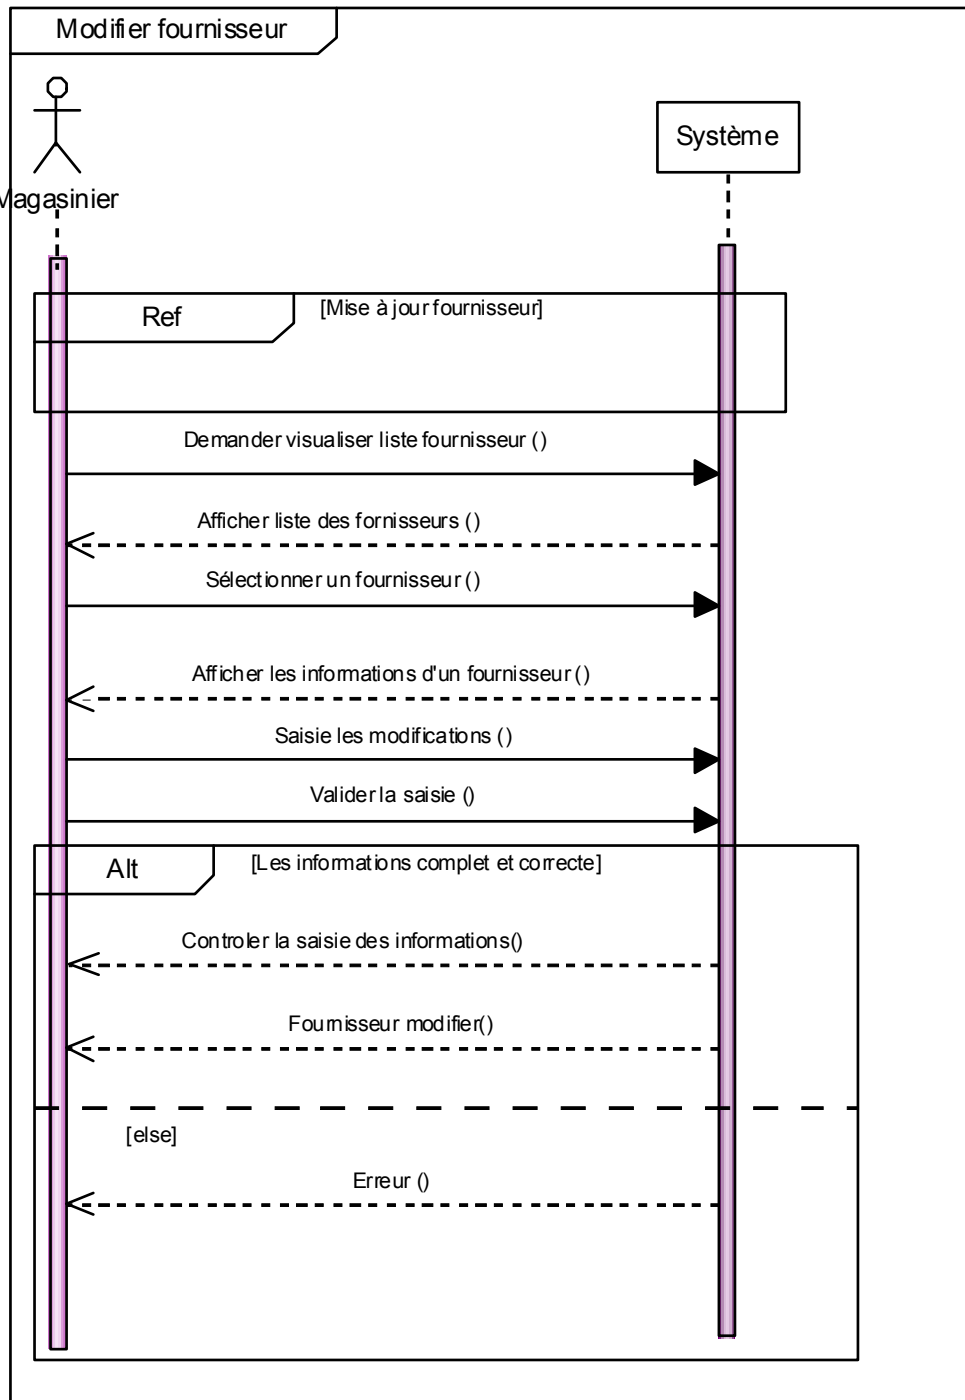 Modifier fournisseur
Système
Magasinier
Ref
[Mise à jour fournisseur]
Demander visualiser liste fournisseur ()
Afficher liste des fornisseurs ()
Sélectionner un fournisseur ()
Afficher les informations d'un fournisseur ()
Saisie les modifications ()
Valider la saisie ()
Alt
[Les informations complet et correcte]
Controler la saisie des informations()
Fournisseur modifier()
[else]
Erreur ()